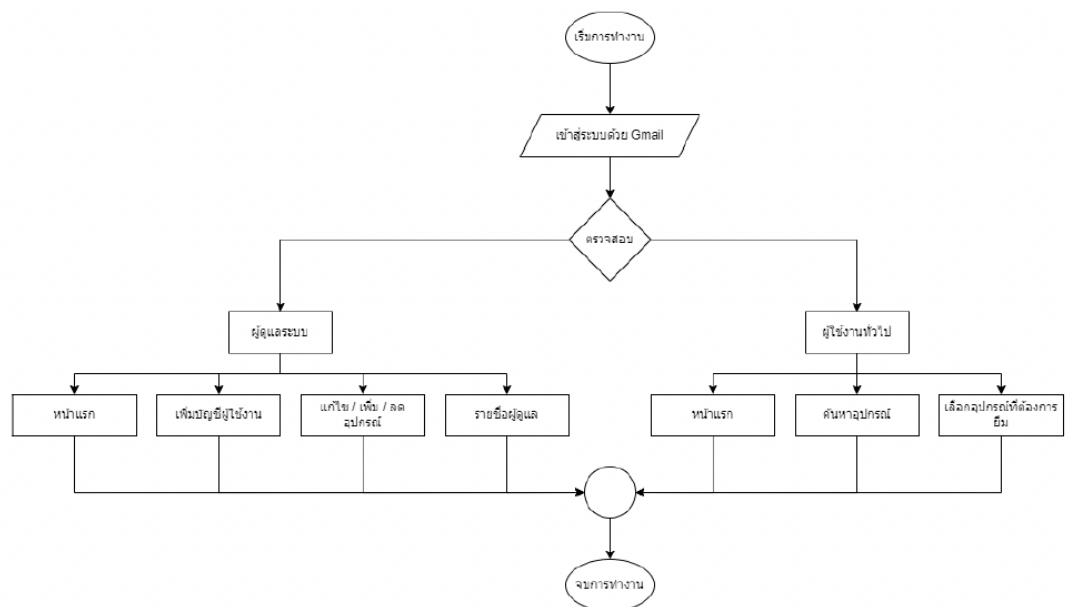 เริ่มการทำงาน
เข้าสู่ระบบด้วย Gmail
ตรวจสอบ
ผู้ดูแลระบบ
ผู้ใช้งานทั่วไป
หน้าแรก
เพิ่มบัญชีผู้ใช้งาน
แก้ไข / เพิ่ม / ลด
อุปกรณ์
รายชื่อผู้ดูแล
หน้าแรก
ค้นหาอุปกรณ์
เลือกอุปกรณ์ที่ต้องการ
ยืม
จบการทำงาน